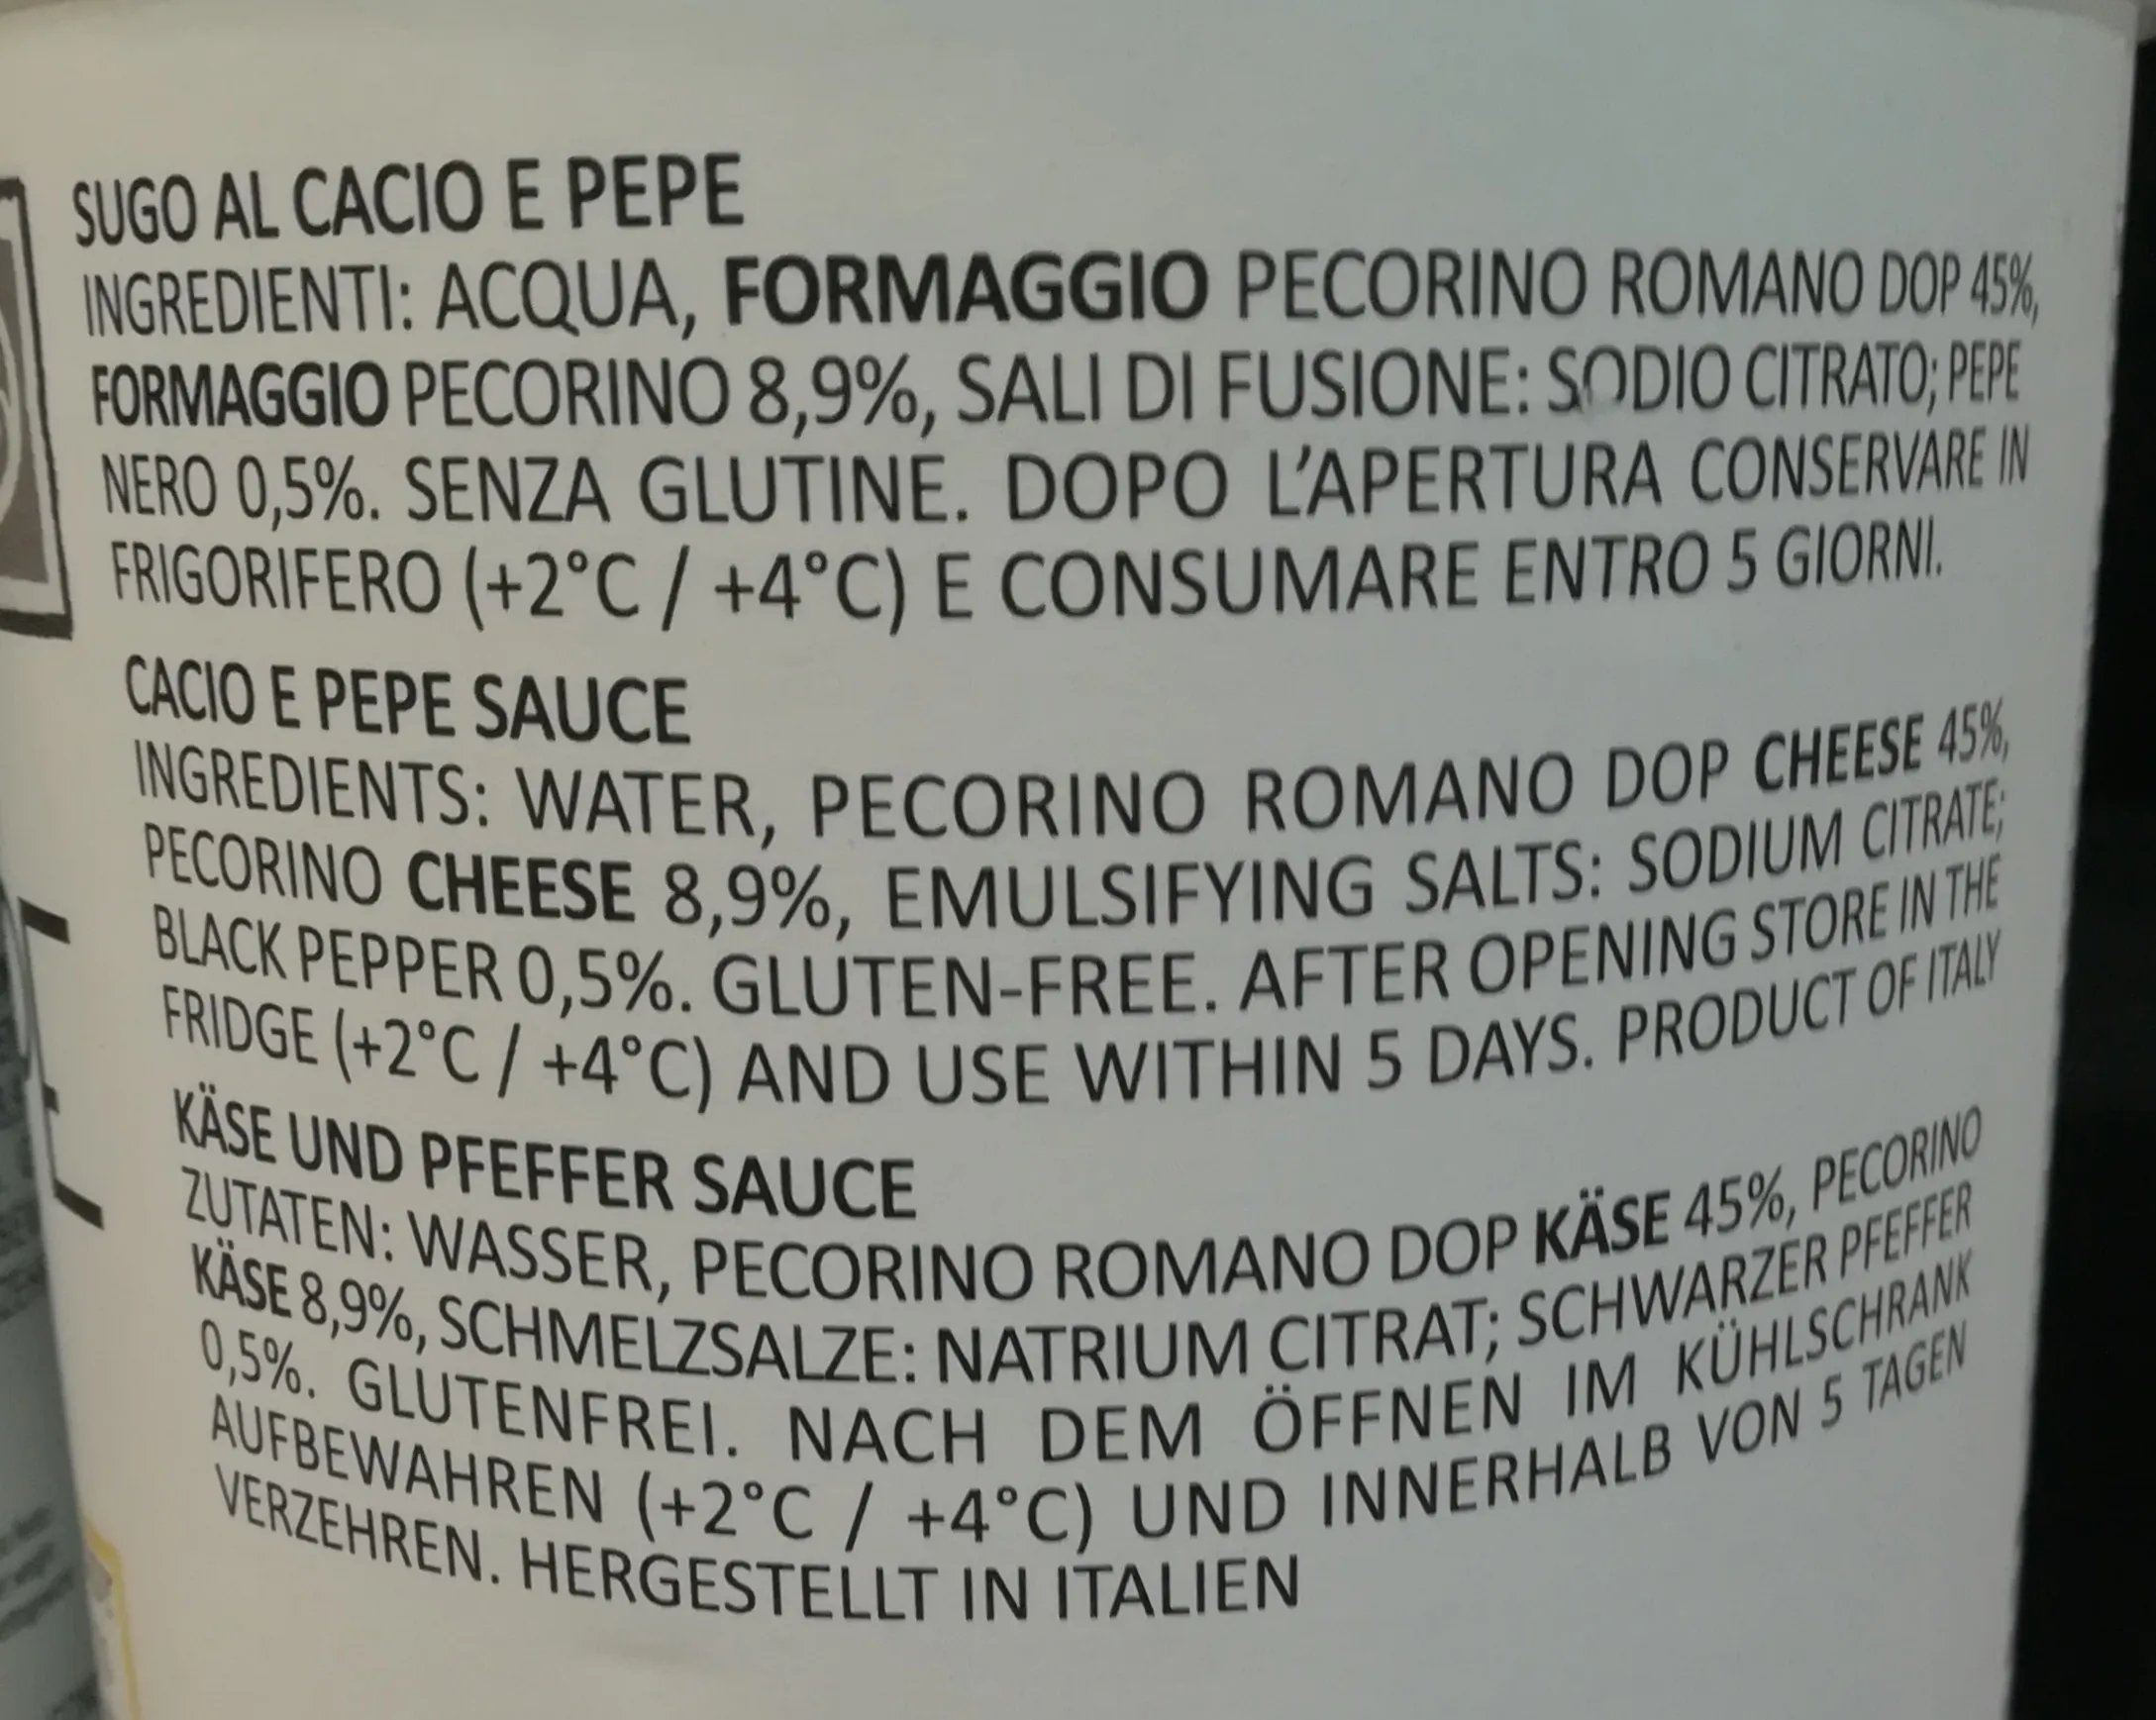 SUGO AL CACIO E PEPE
INGREDIENTI: ACQUA, FORMAGGIO PECORINO ROMANO DOP 45%,
FORMAGGIO PECORINO 8,9%, SALI DI FUSIONE: SODIO CITRATO; PEPE
NERO 0,5%. SENZA GLUTINE. DOPO L'APERTURA CONSERVARE IN
FRIGORIFERO (+2°C / +4°C) E CONSUMARE ENTRO 5 GIORNI.
CACIO E PEPE SAUCE
INGREDIENTS: WATER, PECORINO ROMANO DOP CHEESE 45%,
PECORINO CHEESE 8,9%, EMULSIFYING SALTS: SODIUM CITRATE;
BLACK PEPPER 0,5%. GLUTEN-FREE. AFTER OPENING STORE IN THE
FRIDGE (+2°C / +4°C) AND USE WITHIN 5 DAYS. PRODUCT OF ITALY
KÄSE UND PFEFFER SAUCE
ZUTATEN: WASSER, PECORINO ROMANO DOP KÄSE 45%, PECORINO
KÄSE 8,9%, SCHMELZSALZE: NATRIUM CITRAT; SCHWARZER PFEFFER
0,5%. GLUTENFREI. NACH DEM ÖFFNEN IM KÜHLSCHRANK
AUFBEWAHREN (+2°C / +4°C) UND INNERHALB VON 5 TAGEN
VERZEHREN. HERGESTELLT IN ITALIEN